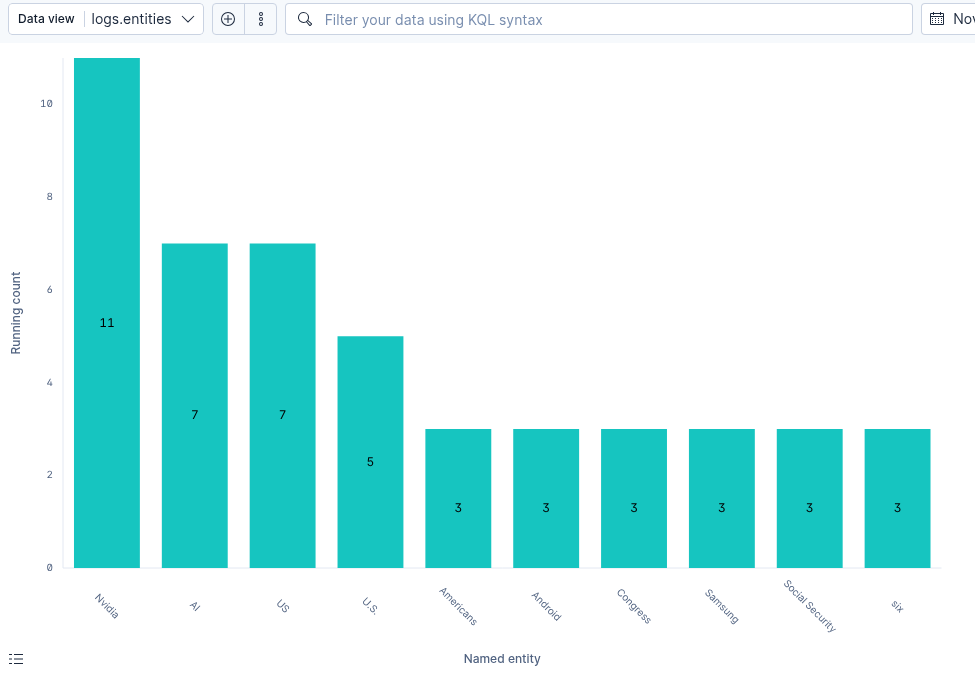 Data view logs.entities
Filter your data using KQL syntax
Nov
10
8
6
4
2
0
Running count
11
7
7
5
3
3
3
3
3
3
Nvidia
AI
US
U.S.
Americans
Android
Congress
Samsung
Social Security
six
Named entity